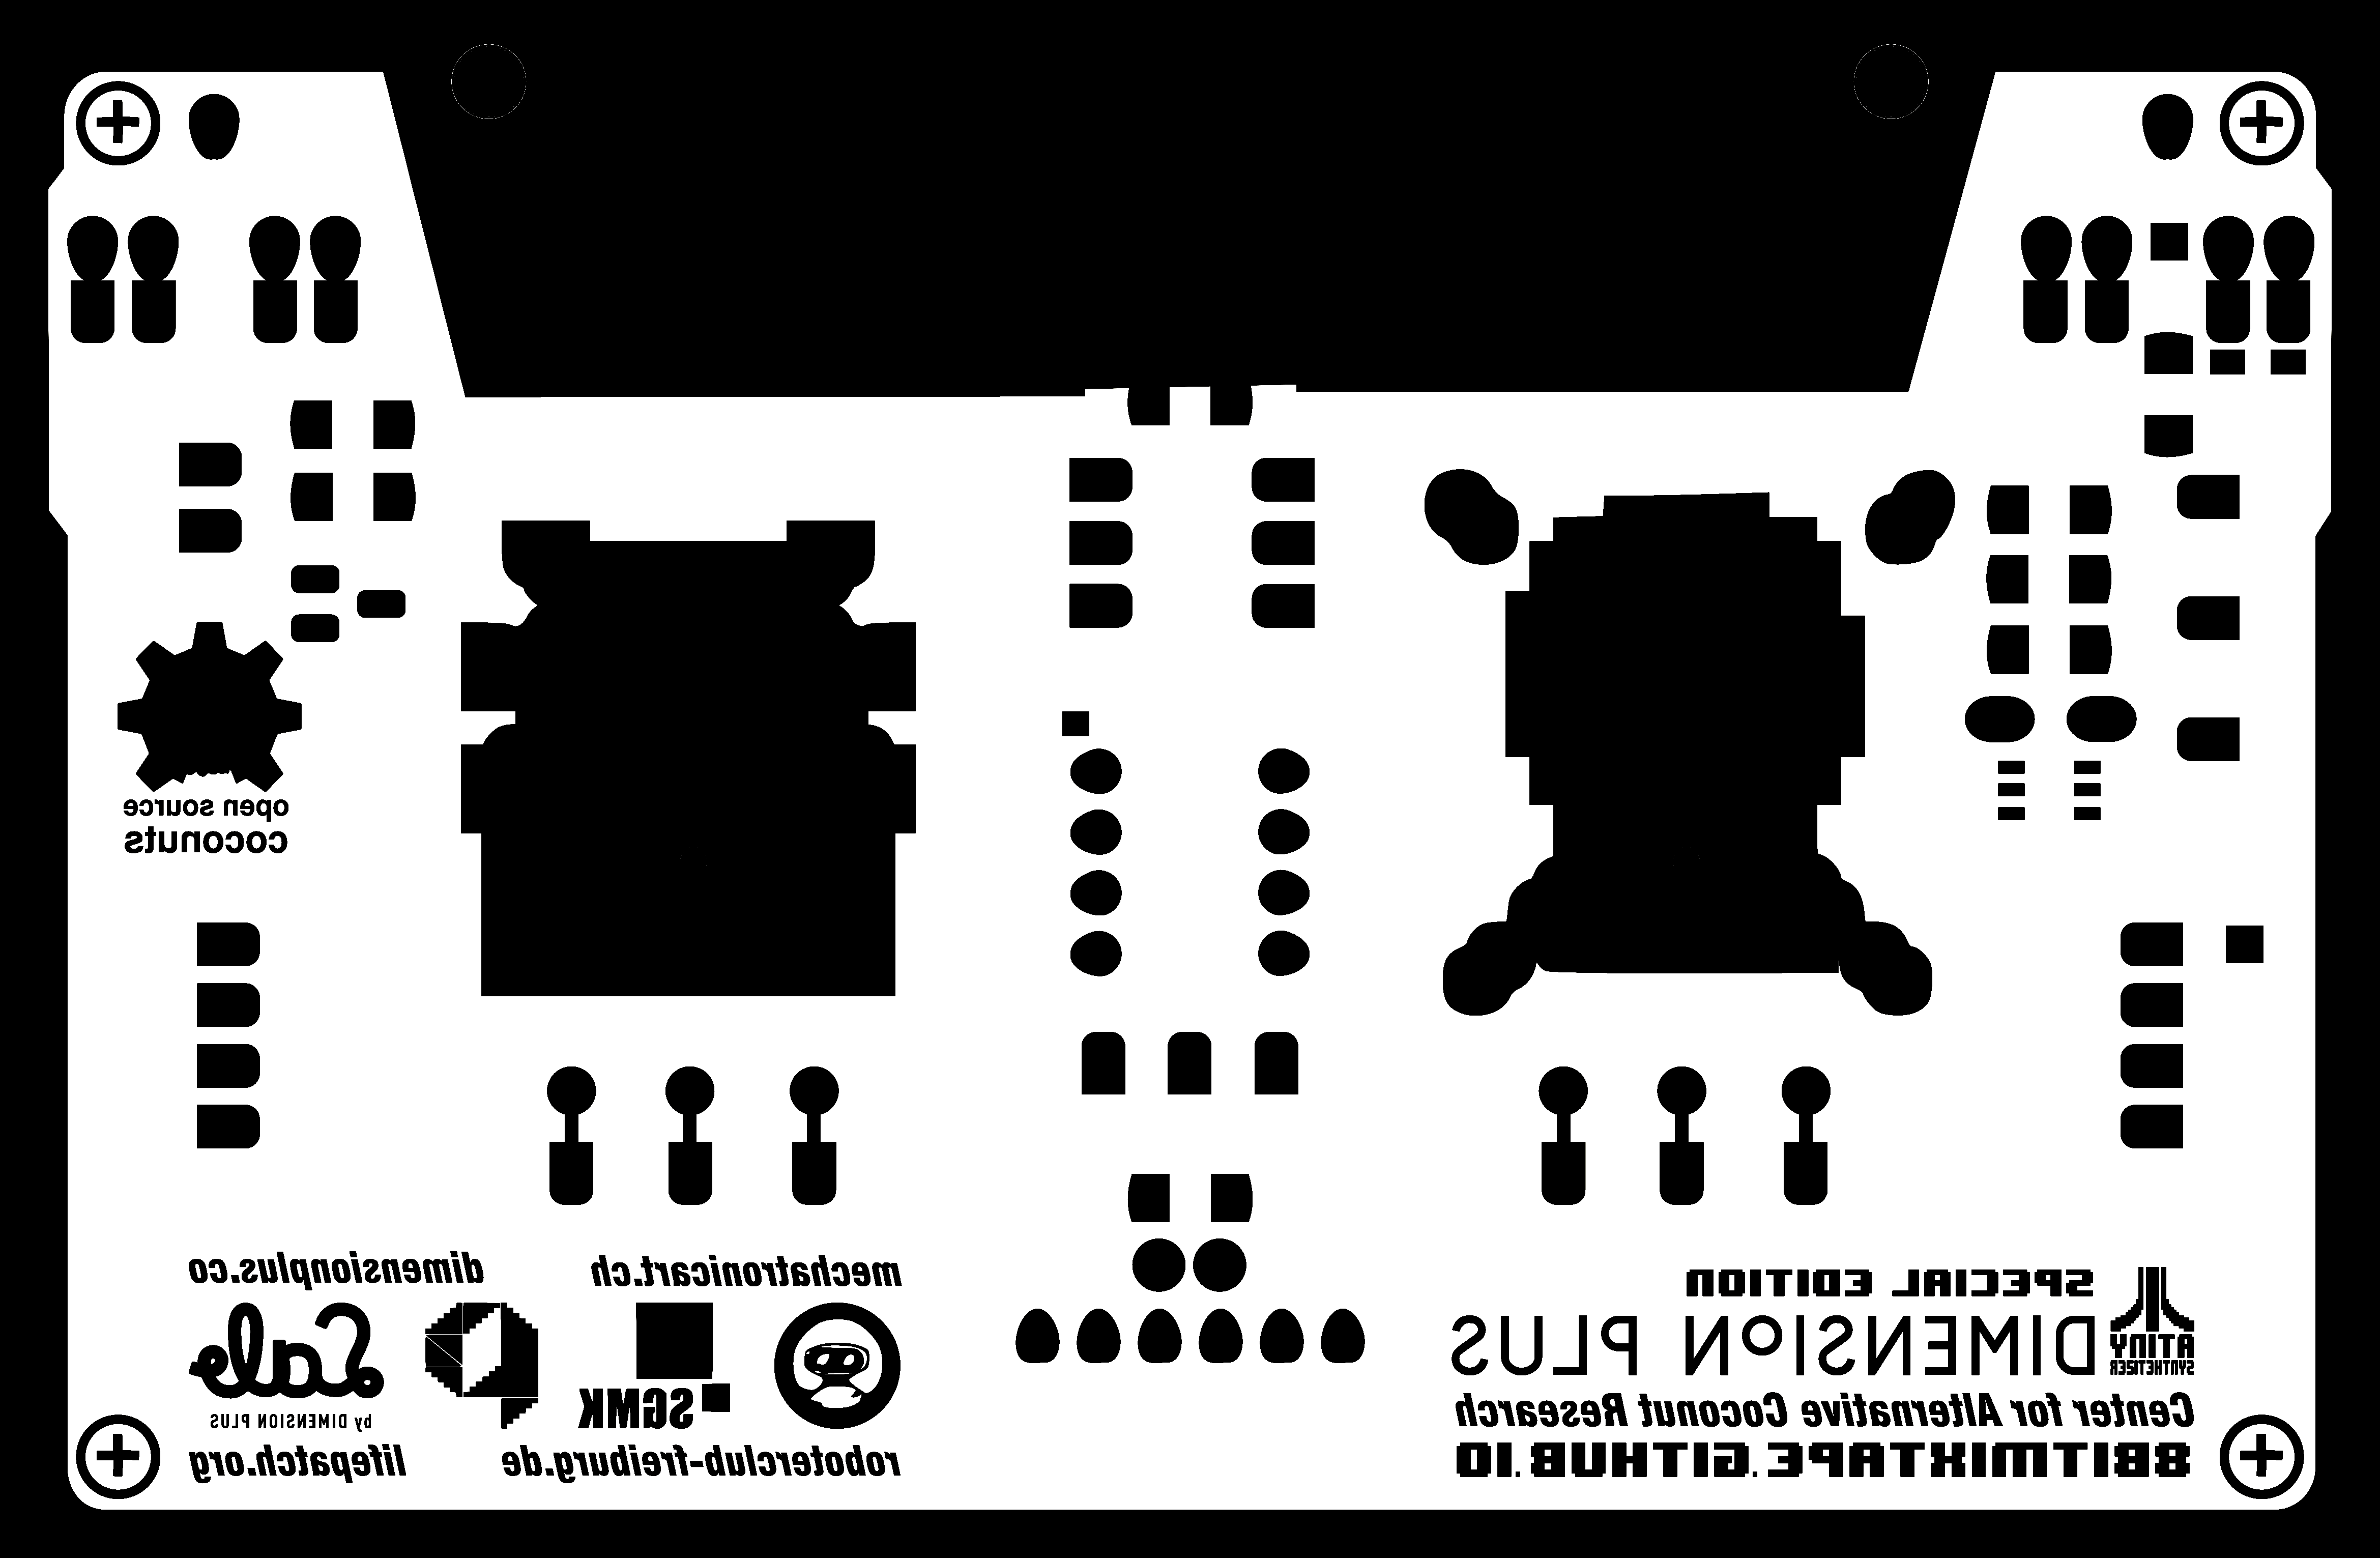 open source
coconuts
dimensionplus.co
mechatronicart.ch
Sale
by DIMENSION PLUS
lifepatch.org
SGMK
roboterclub-freiburg.de
SPECIAL EDITION
DIMENSION PLUS
ATINY
SYNTHETIZER
Center for Alternative Coconut Research
8BITMIXTAPE.GITHUB.IO